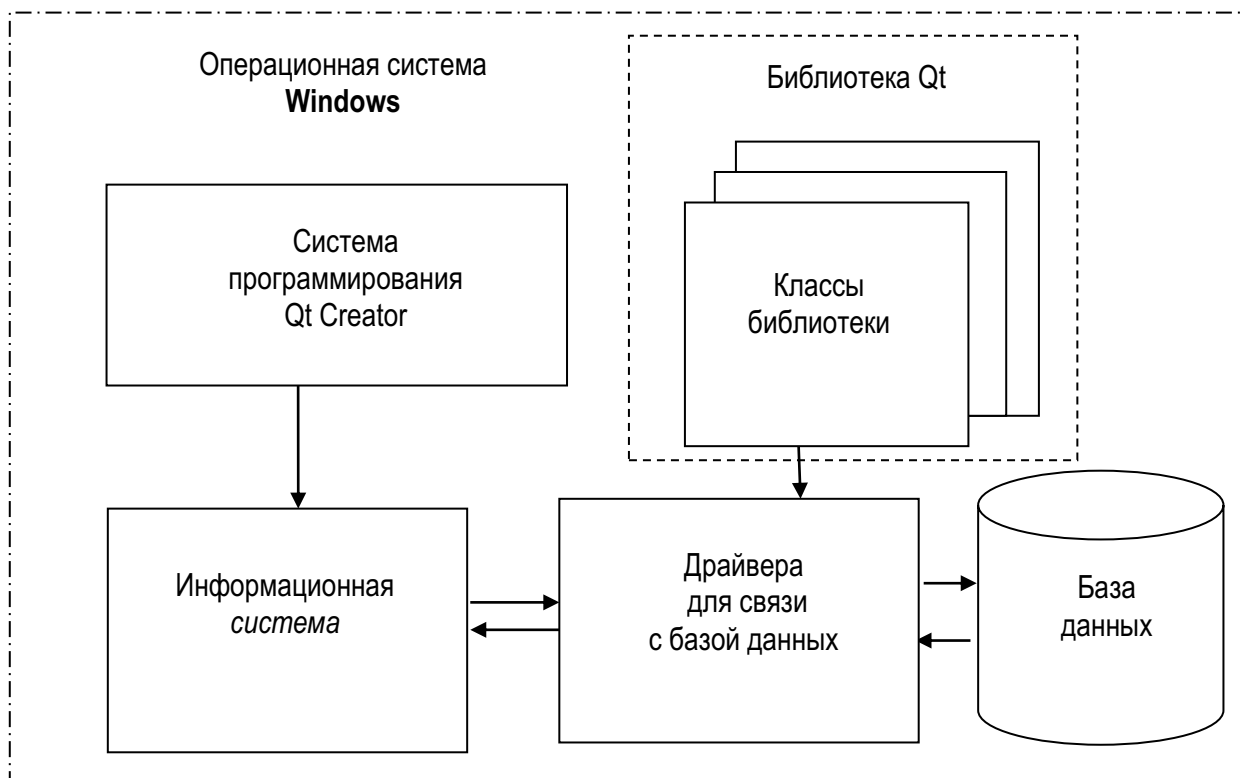 Операционная система
Windows
Библиотека Qt
Система
программирования
Qt Creator
Классы
библиотеки
Информационная
система
Драйвера
для связи
с базой данных
База
данных